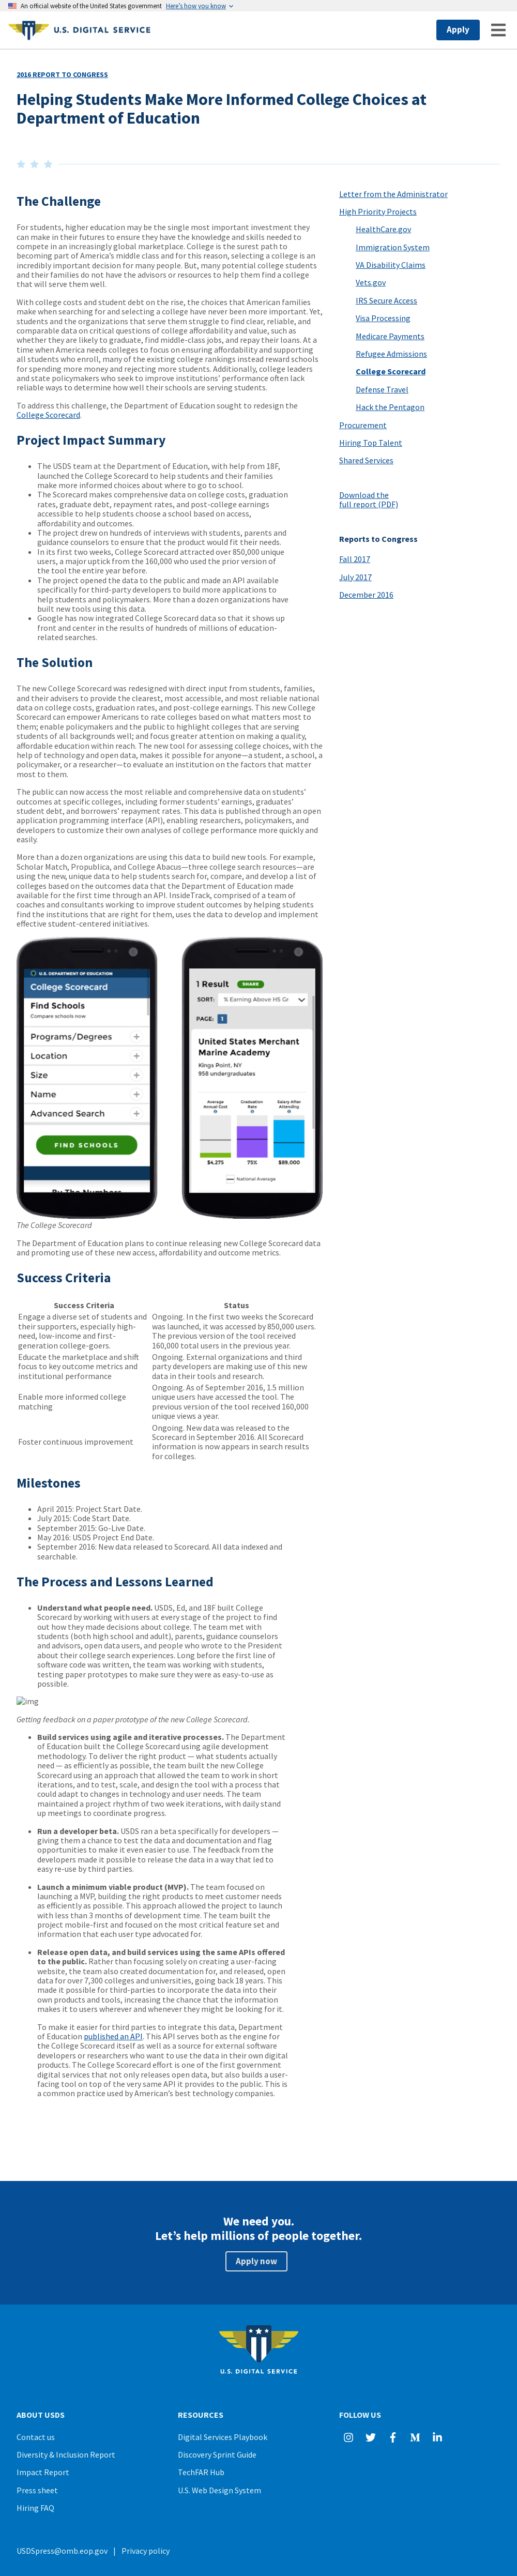 An official website of the United States government Here's how you know
U.S. DIGITAL SERVICE
Apply
2016 REPORT TO CONGRESS
Helping Students Make More Informed College Choices at
Department of Education
The Challenge
For students, higher education may be the single most important investment they
can make in their futures to ensure they have the knowledge and skills needed to
compete in an increasingly global marketplace. College is the surest path to
becoming part of America's middle class and for this reason, selecting a college is an
incredibly important decision for many people. But, many potential college students
and their families do not have the advisors or resources to help them find a college
that will serve them well.
With college costs and student debt on the rise, the choices that American families
make when searching for and selecting a college have never been more important. Yet,
students and the organizations that serve them struggle to find clear, reliable, and
comparable data on critical questions of college affordability and value, such as
whether they are likely to graduate, find middle-class jobs, and repay their loans. At a
time when America needs colleges to focus on ensuring affordability and supporting
all students who enroll, many of the existing college rankings instead reward schools
for spending more money and rejecting more students. Additionally, college leaders
and state policymakers who seek to improve institutions' performance often lack
reliable ways to determine how well their schools are serving students.
To address this challenge, the Department of Education sought to redesign the
College Scorecard.
Project Impact Summary
The USDS team at the Department of Education, with help from 18F,
launched the College Scorecard to help students and their families
make more informed choices about where to go to school.
The Scorecard makes comprehensive data on college costs, graduation
rates, graduate debt, repayment rates, and post-college earnings
accessible to help students choose a school based on access,
affordability, and outcomes.
The project drew on hundreds of interviews with students, parents and
guidance counselors to ensure that the product would fit their needs.
In its first two weeks, College Scorecard attracted over 850,000 unique
users, a major uptick from the 160,000 who used the prior version of
the tool the entire year before.
The project opened the data to the public and made an API available
specifically for third-party developers to build more applications to
help students and policymakers. More than a dozen organizations have
built new tools using this data.
Google has now integrated College Scorecard data so that it shows up
front and center in the results of hundreds of millions of education-
related searches.
The Solution
The new College Scorecard was redesigned with direct input from students, families,
and their advisers to provide the clearest, most accessible, and most reliable national
data on college costs, graduation rates, and post-college earnings. This new College
Scorecard can empower Americans to rate colleges based on what matters most to
them; enable policymakers and the public to highlight colleges that are serving
students of all backgrounds well; and focus greater attention on making a quality,
affordable education within reach. The new tool for assessing college choices, with the
help of technology and open data, makes it possible for anyone—a student, a school, a
policymaker, or a researcher—to evaluate an institution on the factors that matter
most to them.
The public can now access the most reliable and comprehensive data on students'
outcomes at specific colleges, including former students' earnings, graduates'
student debt, and borrowers' repayment rates. This data is published through an open
application programming interface (API), enabling researchers, policymakers, and
developers to customize their own analyses of college performance more quickly and
easily.
More than a dozen organizations are using this data to build new tools. For example,
Scholar Match, Propublica, and College Abacus—three college search resources—are
using the new, unique data to help students search for, compare, and develop a list of
colleges based on the outcomes data that the Department of Education made
available for the first time through an API. InsideTrack, comprised of a team of
coaches and consultants working to improve student outcomes by helping students
find the institutions that are right for them, uses the data to develop and implement
effective student-centered initiatives.
U.S. DEPARTMENT OF EDUCATION
College Scorecard
Find Schools
Compare schools now
Programs/Degrees
Location
Size
Name
Advanced Search
FIND SCHOOLS
By The Numbers
1 Result SHARE
SORT: % Earning Above HS Gr
PAGE: 1
United States Merchant
Marine Academy
Kings Point, NY
958 undergraduates
Average Annual Cost
Graduation Rate
Salary After Attending
$4,275 75% $89,000
National Average
The College Scorecard
The Department of Education plans to continue releasing new College Scorecard data
and promoting use of these new access, affordability and outcome metrics.
Success Criteria
Success Criteria Status
Engage a diverse set of students and
their supporters, especially high-
need, low-income and first-
generation college-goers.
Ongoing. In the first two weeks the Scorecard
was launched, it was accessed by 850,000 users.
The previous version of the tool received
160,000 total users in the previous year.
Educate the marketplace and shift
focus to key outcome metrics and
institutional performance
Ongoing. External organizations and third
party developers are making use of this new
data in their tools and research.
Enable more informed college
matching
Ongoing. As of September 2016, 1.5 million
unique users have accessed the tool. The
previous version of the tool received 160,000
unique views a year.
Foster continuous improvement
Ongoing. New data was released to the
Scorecard in September 2016. All Scorecard
information is now appears in search results
for colleges.
Milestones
April 2015: Project Start Date.
July 2015: Code Start Date.
September 2015: Go-Live Date.
May 2016: USDS Project End Date.
September 2016: New data released to Scorecard. All data indexed and
searchable.
The Process and Lessons Learned
Understand what people need. USDS, Ed, and 18F built College
Scorecard by working with users at every stage of the project to find
out how they made decisions about college. The team met with
students (both high school and adult), parents, guidance counselors
and advisors, open data users, and people who wrote to the President
about their college search experiences. Long before the first line of
software code was written, the team was working with students,
testing paper prototypes to make sure they were as easy-to-use as
possible.
img
Getting feedback on a paper prototype of the new College Scorecard.
Build services using agile and iterative processes. The Department
of Education built the College Scorecard using agile development
methodology. To deliver the right product — what students actually
need — as efficiently as possible, the team built the new College
Scorecard using an approach that allowed the team to work in short
iterations, and to test, scale, and design the tool with a process that
could adapt to changes in technology and user needs. The team
maintained a project rhythm of two week iterations, with daily stand
up meetings to coordinate progress.
Run a developer beta. USDS ran a beta specifically for developers —
giving them a chance to test the data and documentation and flag
opportunities to make it even easier to use. The feedback from the
developers made it possible to release the data in a way that led to
easy re-use by third parties.
Launch a minimum viable product (MVP). The team focused on
launching a MVP, building the right products to meet customer needs
as efficiently as possible. This approach allowed the project to launch
with less than 3 months of development time. The team built the
project mobile-first and focused on the most critical feature set and
information that each user type advocated for.
Release open data, and build services using the same APIs offered
to the public. Rather than focusing solely on creating a user-facing
website, the team also created documentation for, and released, open
data for over 7,300 colleges and universities, going back 18 years. This
made it possible for third-parties to incorporate the data into their
own tools and products, increasing the chance that the information
makes it to users wherever and whenever they might be looking for it.
To make it easier for third parties to integrate this data, Department
of Education published an API. This API serves both as the engine for
the College Scorecard itself as well as a source for external software
developers or researchers who want to use the data in their own digital
products. The College Scorecard effort is one of the first government
digital services that not only releases open data, but also builds a user-
facing tool on top of the very same API it provides to the public. This is
a common practice used by American's best technology companies.
Letter from the Administrator
High Priority Projects
HealthCare.gov
Immigration System
VA Disability Claims
Vets.gov
IRS Secure Access
Visa Processing
Medicare Payments
Refugee Admissions
College Scorecard
Defense Travel
Hack the Pentagon
Procurement
Hiring Top Talent
Shared Services
Download the
full report (PDF)
Reports to Congress
Fall 2017
July 2017
December 2016
We need you.
Let's help millions of people together.
Apply now
U.S. DIGITAL SERVICE
ABOUT USDS
Contact us
Diversity & Inclusion Report
Impact Report
Press sheet
Hiring FAQ
RESOURCES
Digital Services Playbook
Discovery Sprint Guide
TechFAR Hub
U.S. Web Design System
FOLLOW US
USDSpress@omb.eop.gov | Privacy policy